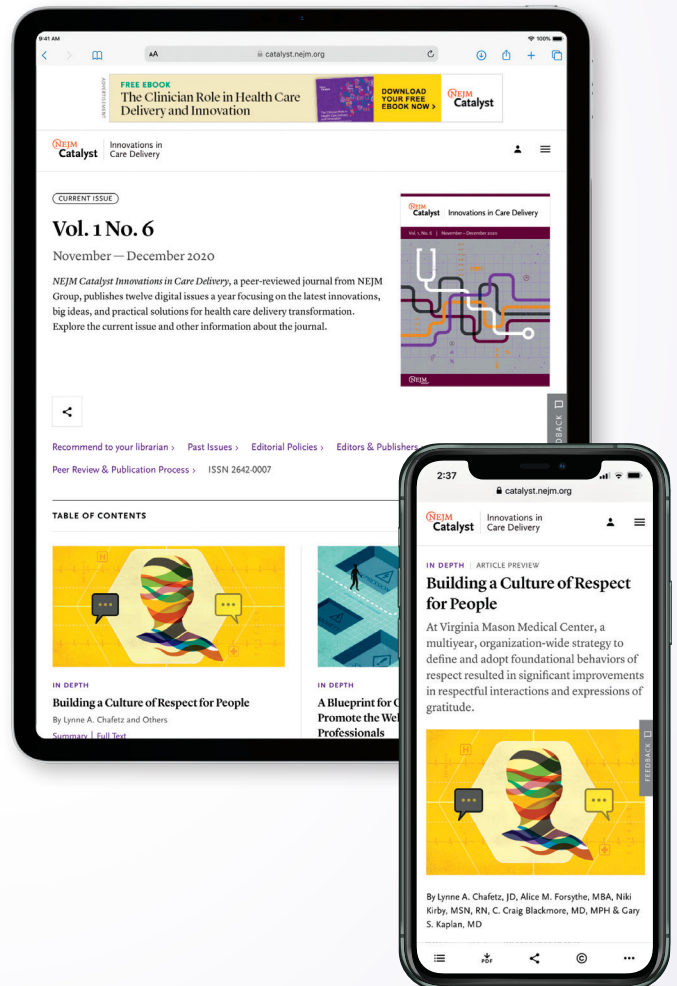 9:41 AM
100%
AA
catalyst.nejm.org
ADVERTISEMENT
FREE EBOOK
The Clinician Role in Health Care
Delivery and Innovation
DOWNLOAD
YOUR FREE
EBOOK NOW >
NEJM
Catalyst
NEJM
Catalyst
Innovations in
Care Delivery
CURRENT ISSUE
Vol. 1 No. 6
November — December 2020
NEJM Catalyst Innovations in Care Delivery, a peer-reviewed journal from NEJM
Group, publishes twelve digital issues a year focusing on the latest innovations,
big ideas, and practical solutions for health care delivery transformation.
Explore the current issue and other information about the journal.
NEJM
Catalyst | Innovations in Care Delivery
Vol. 1, No. 6 | November–December 2020
NEJM
Recommend to your librarian > Past Issues > Editorial Policies > Editors & Publishers
Peer Review & Publication Process > ISSN 2642-0007
TABLE OF CONTENTS
H
IN DEPTH
Building a Culture of Respect for People
By Lynne A. Chafetz and Others
Summary | Full Text
IN DEPTH
A Blueprint for
Promote the
Professionals
2:37
catalyst.nejm.org
NEJM
Catalyst
Innovations in
Care Delivery
IN DEPTH | ARTICLE PREVIEW
Building a Culture of Respect
for People
At Virginia Mason Medical Center, a
multiyear, organization-wide strategy to
define and adopt foundational behaviors of
respect resulted in significant improvements
in respectful interactions and expressions of
gratitude.
FEEDBACK
H
By Lynne A. Chafetz, JD, Alice M. Forsythe, MBA, Niki
Kirby, MSN, RN, C. Craig Blackmore, MD, MPH & Gary
S. Kaplan, MD
PDF
©